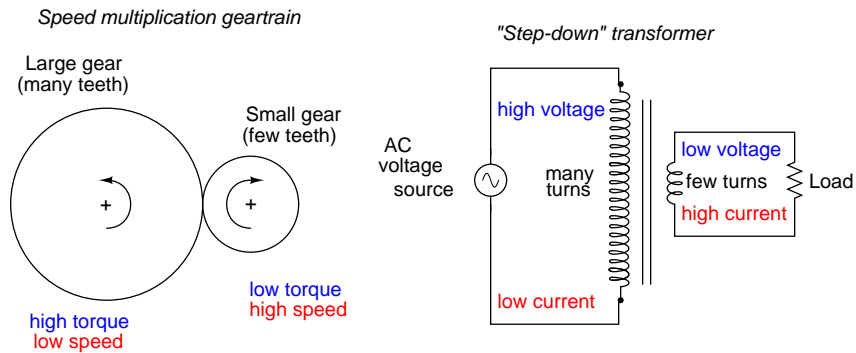 Speed multiplication geartrain
Large gear
(many teeth)
Small gear
(few teeth)
+
+
low torque
high speed
high torque
low speed
"Step-down" transformer
high voltage
AC
voltage
source
many
turns
low voltage
few turns
Load
high current
low current